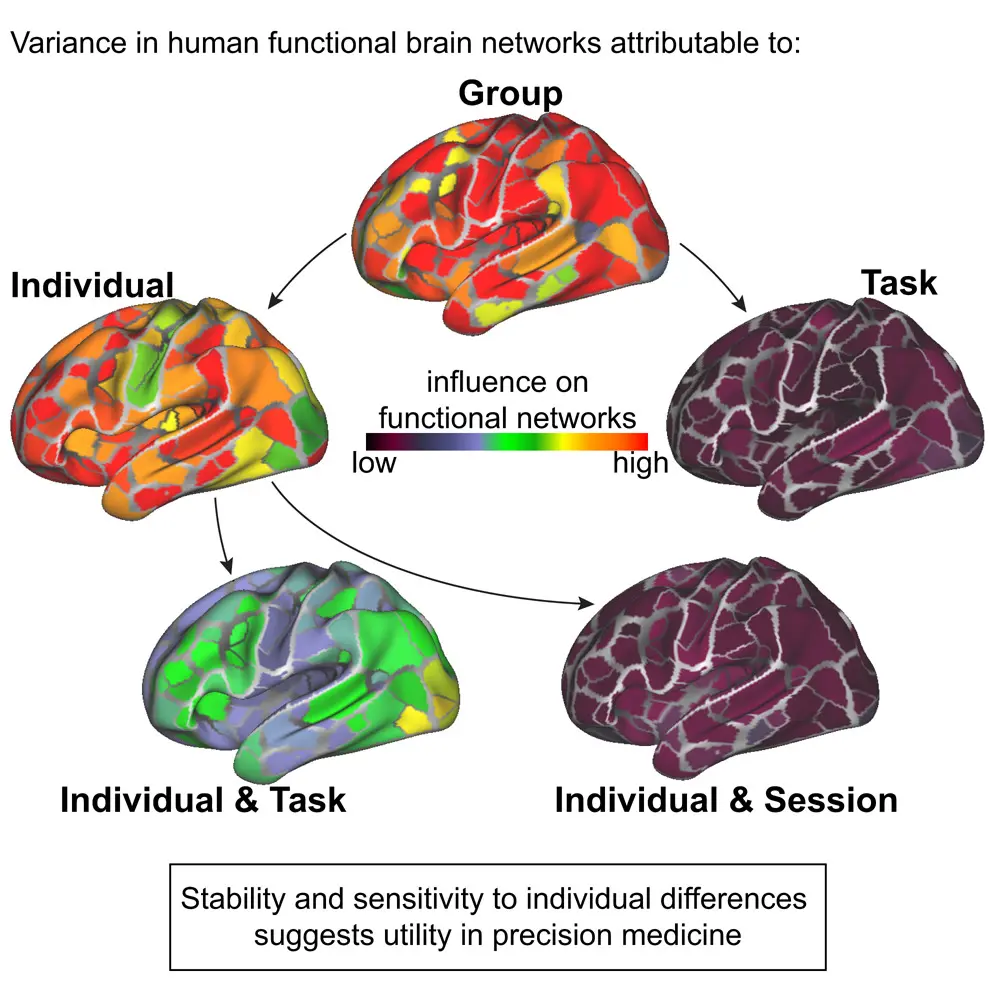 Variance in human functional brain networks attributable to:
Group
Individual
Task
influence on
functional networks
low
high
Individual & Task
Individual & Session
Stability and sensitivity to individual differences
suggests utility in precision medicine